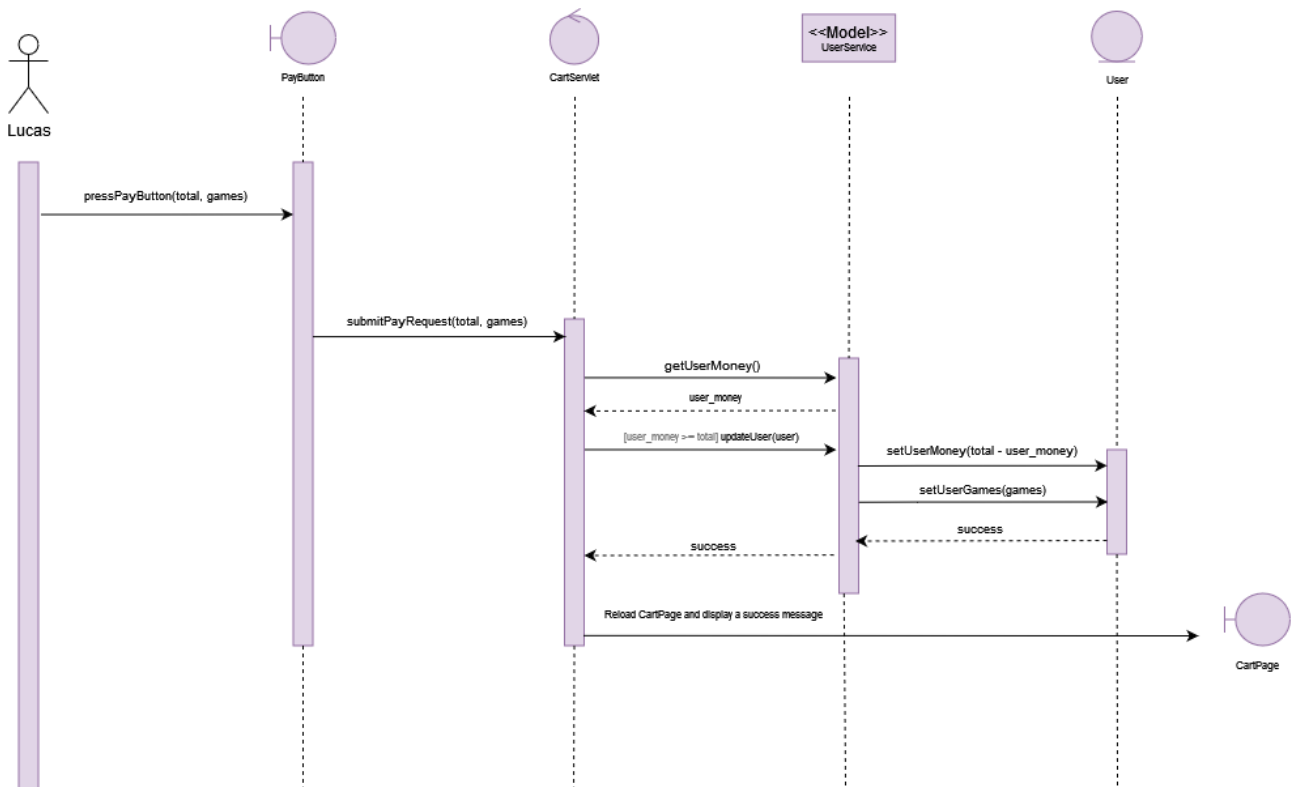 <<Model>>
UserService
PayButton
CartServlet
User
Lucas
pressPayButton(total, games)
submitPayRequest(total, games)
getUserMoney()
user_money
[user_money >= total] updateUser(user)
setUserMoney(total - user_money)
setUserGames(games)
success
success
Reload CartPage and display a success message
CartPage